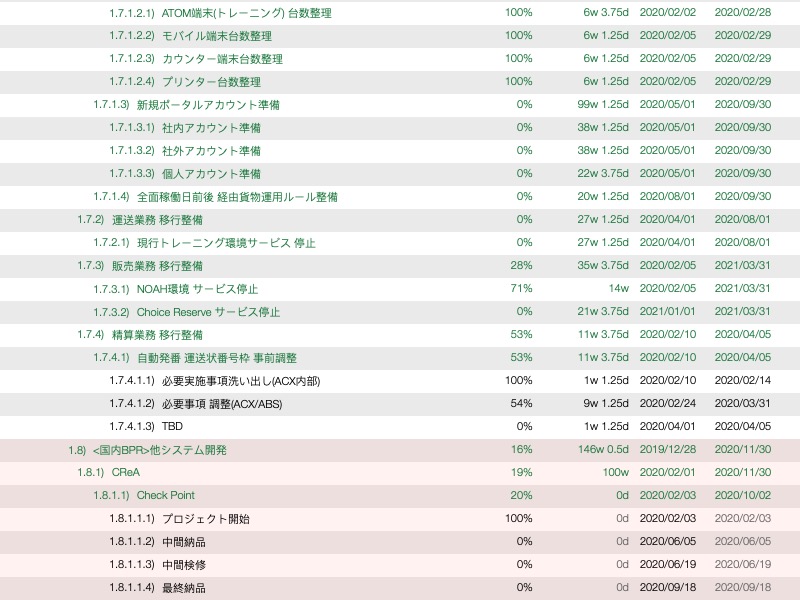 1.7.1.2.1) ATOM端末(トレーニング) 台数整理 100% 6w 3.75d 2020/02/02 2020/02/28
1.7.1.2.2) モバイル端末台数整理 100% 6w 1.25d 2020/02/05 2020/02/29
1.7.1.2.3) カウンター端末台数整理 100% 6w 1.25d 2020/02/05 2020/02/29
1.7.1.2.4) プリンター台数整理 100% 6w 1.25d 2020/02/05 2020/02/29
1.7.1.3) 新規ポータルアカウント準備 0% 99w 1.25d 2020/05/01 2020/09/30
1.7.1.3.1) 社内アカウント準備 0% 38w 1.25d 2020/05/01 2020/09/30
1.7.1.3.2) 社外アカウント準備 0% 38w 1.25d 2020/05/01 2020/09/30
1.7.1.3.3) 個人アカウント準備 0% 22w 3.75d 2020/05/01 2020/09/30
1.7.1.4) 全面稼働日前後 経由貨物運用ルール整備 0% 20w 1.25d 2020/08/01 2020/09/30
1.7.2) 運送業務 移行整備 0% 27w 1.25d 2020/04/01 2020/08/01
1.7.2.1) 現行トレーニング環境サービス 停止 0% 27w 1.25d 2020/04/01 2020/08/01
1.7.3) 販売業務 移行整備 28% 35w 3.75d 2020/02/05 2021/03/31
1.7.3.1) NOAH環境 サービス停止 71% 14w 2020/02/05 2021/03/31
1.7.3.2) Choice Reserve サービス停止 0% 21w 3.75d 2021/01/01 2021/03/31
1.7.4) 精算業務 移行整備 53% 11w 3.75d 2020/02/10 2020/04/05
1.7.4.1) 自動発番 運送状番号枠 事前調整 53% 11w 3.75d 2020/02/10 2020/04/05
1.7.4.1.1) 必要実施事項洗い出し(ACX内部) 100% 1w 1.25d 2020/02/10 2020/02/14
1.7.4.1.2) 必要事項 調整(ACX/ABS) 54% 9w 1.25d 2020/02/24 2020/03/31
1.7.4.1.3) TBD 0% 1w 1.25d 2020/04/01 2020/04/05
1.8) <国内BPR>他システム開発 16% 146w 0.5d 2019/12/28 2020/11/30
1.8.1) CReA 19% 100w 2020/02/01 2020/11/30
1.8.1.1) Check Point 20% 0d 2020/02/03 2020/10/02
1.8.1.1.1) プロジェクト開始 100% 0d 2020/02/03 2020/02/03
1.8.1.1.2) 中間納品 0% 0d 2020/06/05 2020/06/05
1.8.1.1.3) 中間検修 0% 0d 2020/06/19 2020/06/19
1.8.1.1.4) 最終納品 0% 0d 2020/09/18 2020/09/18